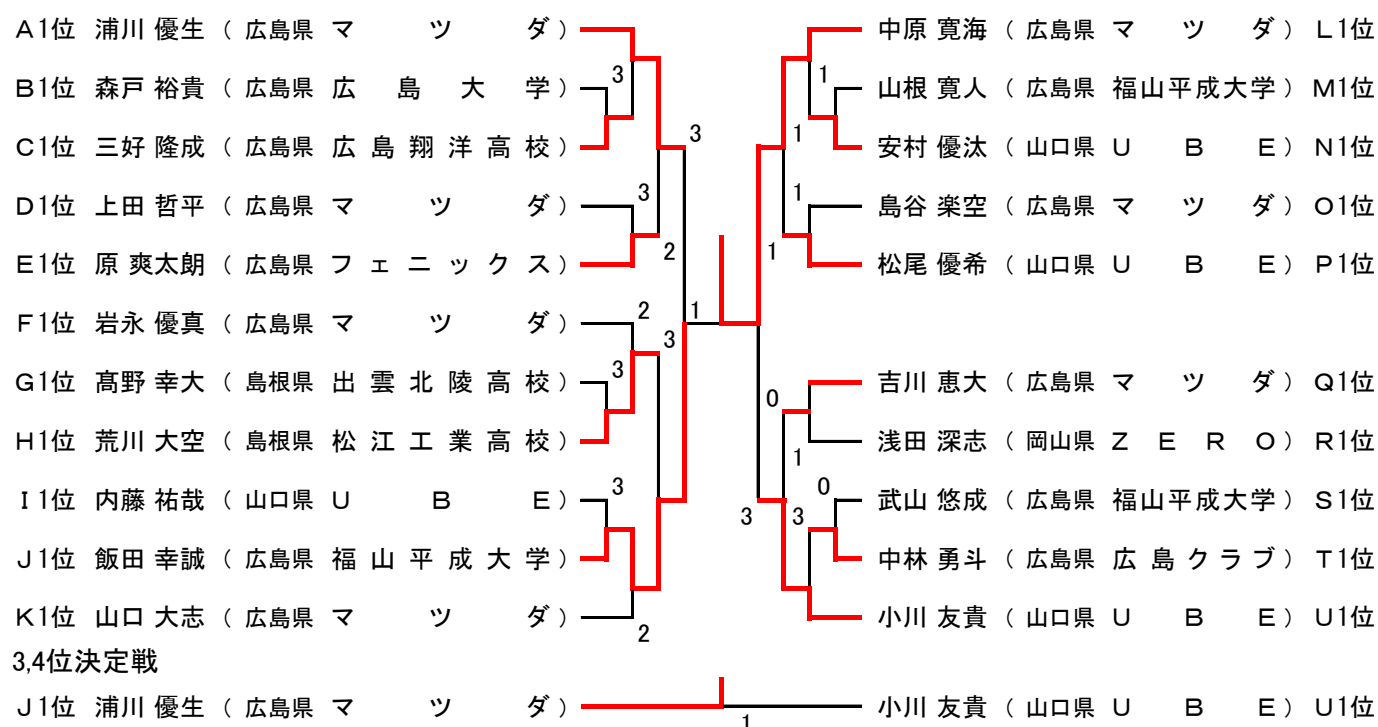 A1位 浦川 優生 ( 広島県 マツダ ) 中原 寛海 ( 広島県 マツダ ) L1位
B1位 森戸 裕貴 ( 広島県 広島大学 ) 3 1 山根 寛人 ( 広島県 福山平成大学 ) M1位
C1位 三好 隆成 ( 広島県 広島翔洋高校 ) 3 1 安村 優汰 ( 山口県 UBE ) N1位
D1位 上田 哲平 ( 広島県 マツダ ) 3 1 島谷 楽空 ( 広島県 マツダ ) O1位
E1位 原 爽太朗 ( 広島県 フェニックス ) 2 1 松尾 優希 ( 山口県 UBE ) P1位
F1位 岩永 優真 ( 広島県 マツダ ) 2 3 1
G1位 髙野 幸大 ( 島根県 出雲北陵高校 ) 3 0 吉川 恵大 ( 広島県 マツダ ) Q1位
H1位 荒川 大空 ( 島根県 松江工業高校 ) 1 浅田 深志 ( 岡山県 ZERO ) R1位
I1位 内藤 祐哉 ( 山口県 UBE ) 3 3 3 0 武山 悠成 ( 広島県 福山平成大学 ) S1位
J1位 飯田 幸誠 ( 広島県 福山平成大学 ) 中林 勇斗 ( 広島県 広島クラブ ) T1位
K1位 山口 大志 ( 広島県 マツダ ) 2 小川 友貴 ( 山口県 UBE ) U1位
3,4位決定戦
J1位 浦川 優生 ( 広島県 マツダ ) 1 小川 友貴 ( 山口県 UBE ) U1位